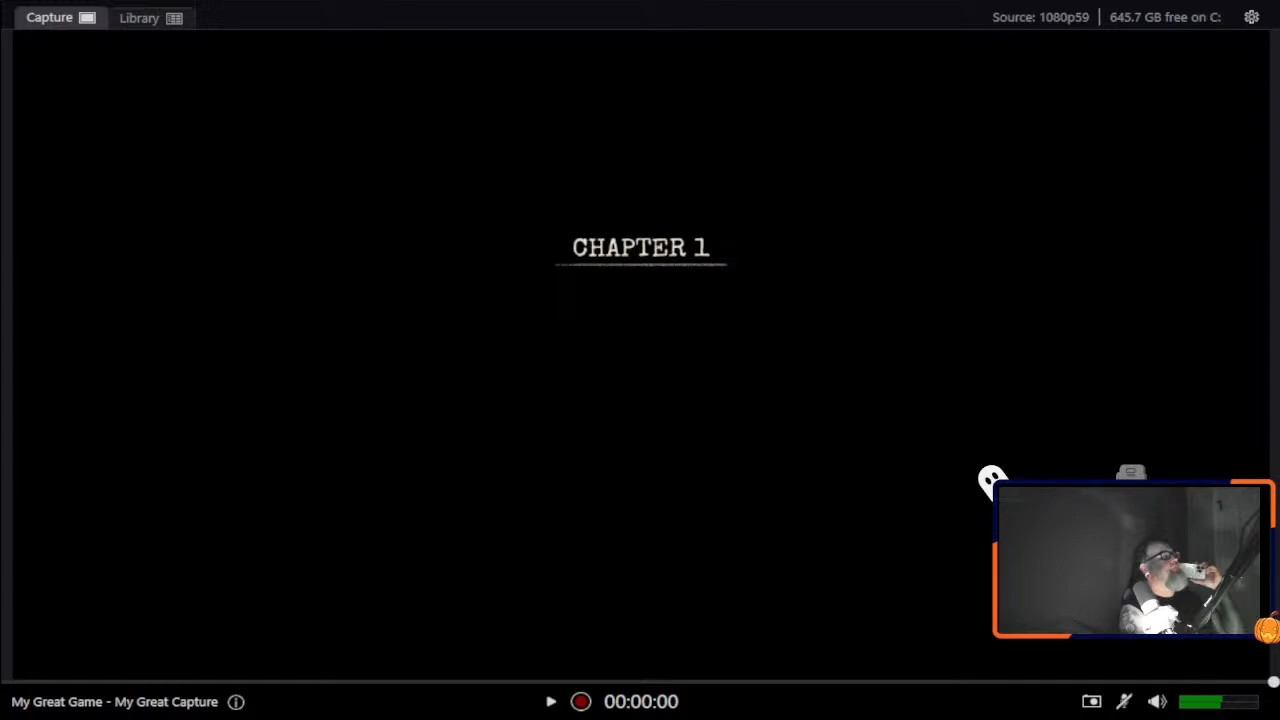 Capture
Library
Source: 1080p59
645.7 GB free on C:
CHAPTER 1
My Great Game - My Great Capture
00:00:00